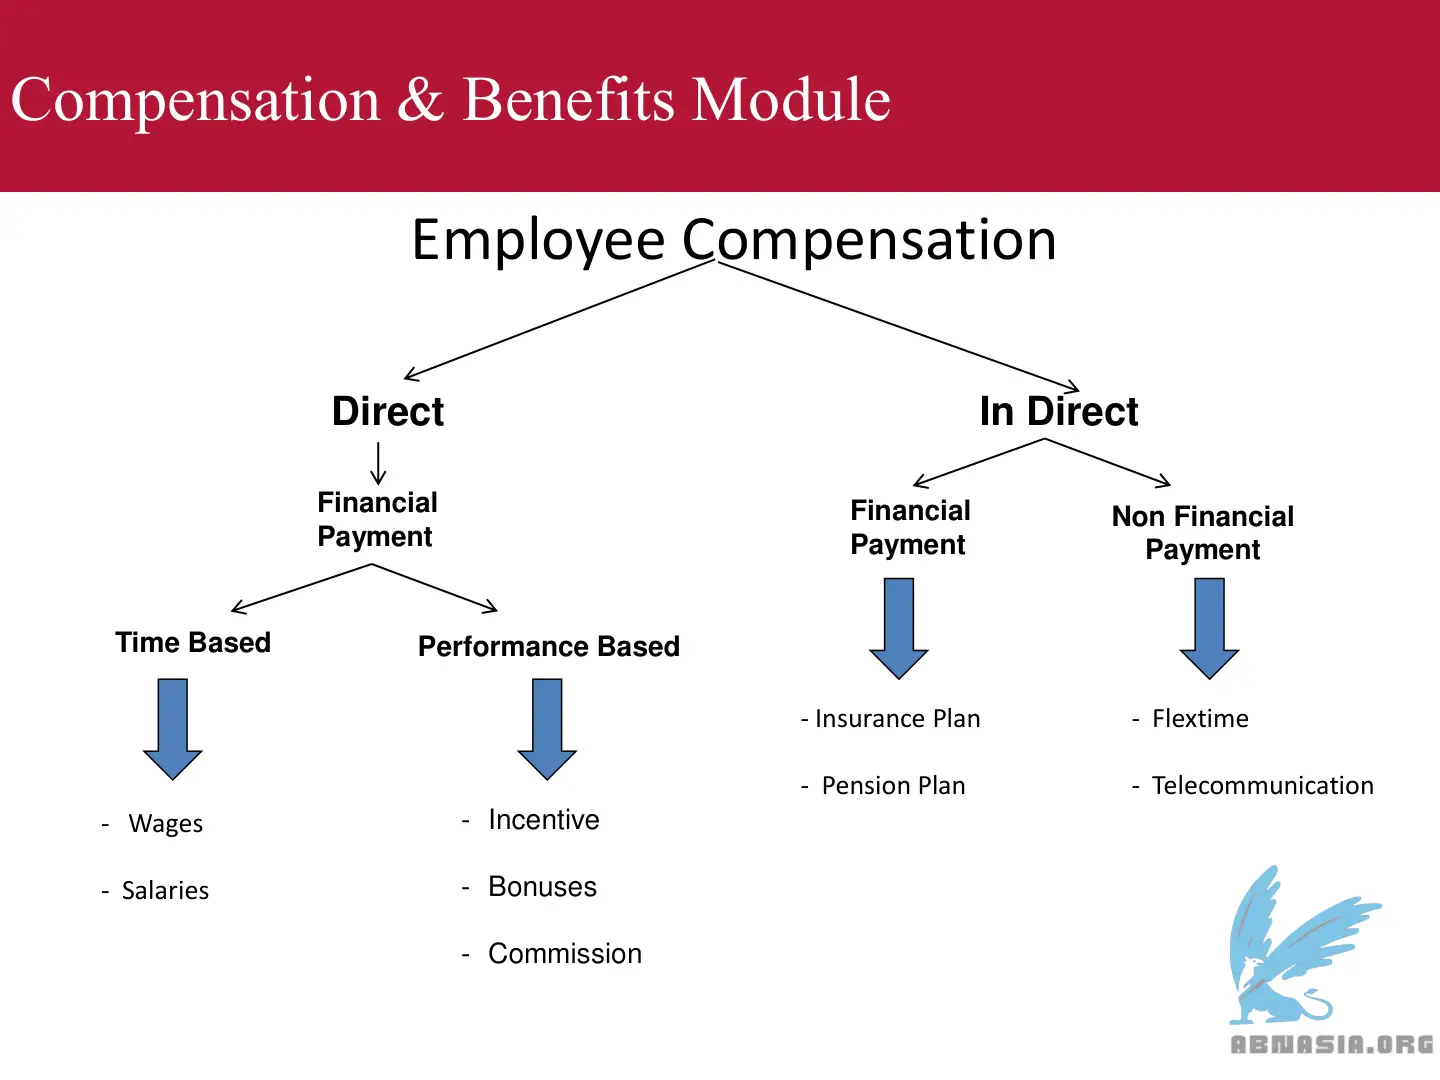 Compensation & Benefits Module
Employee Compensation
Direct
In Direct
Financial
Payment
Financial
Payment
Non Financial
Payment
Time Based
Performance Based
- Insurance Plan
- Pension Plan
- Flextime
- Telecommunication
- Wages
- Salaries
- Incentive
- Bonuses
- Commission
ABNASIA.ORG